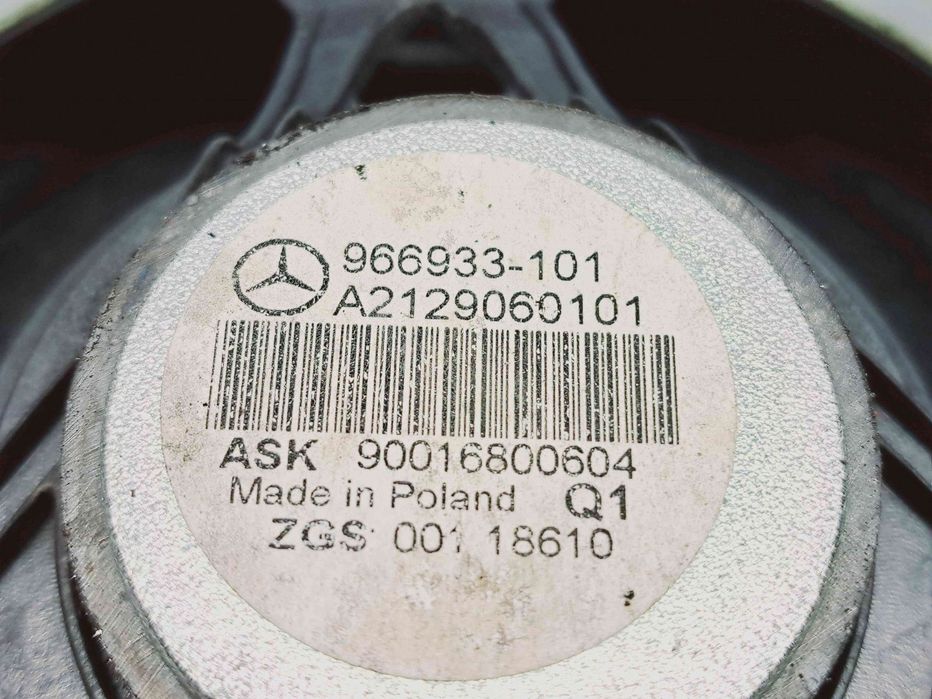 966933-101
A2129060101
ASK 90016800604
Made in Poland Q1
ZGS 001 18610